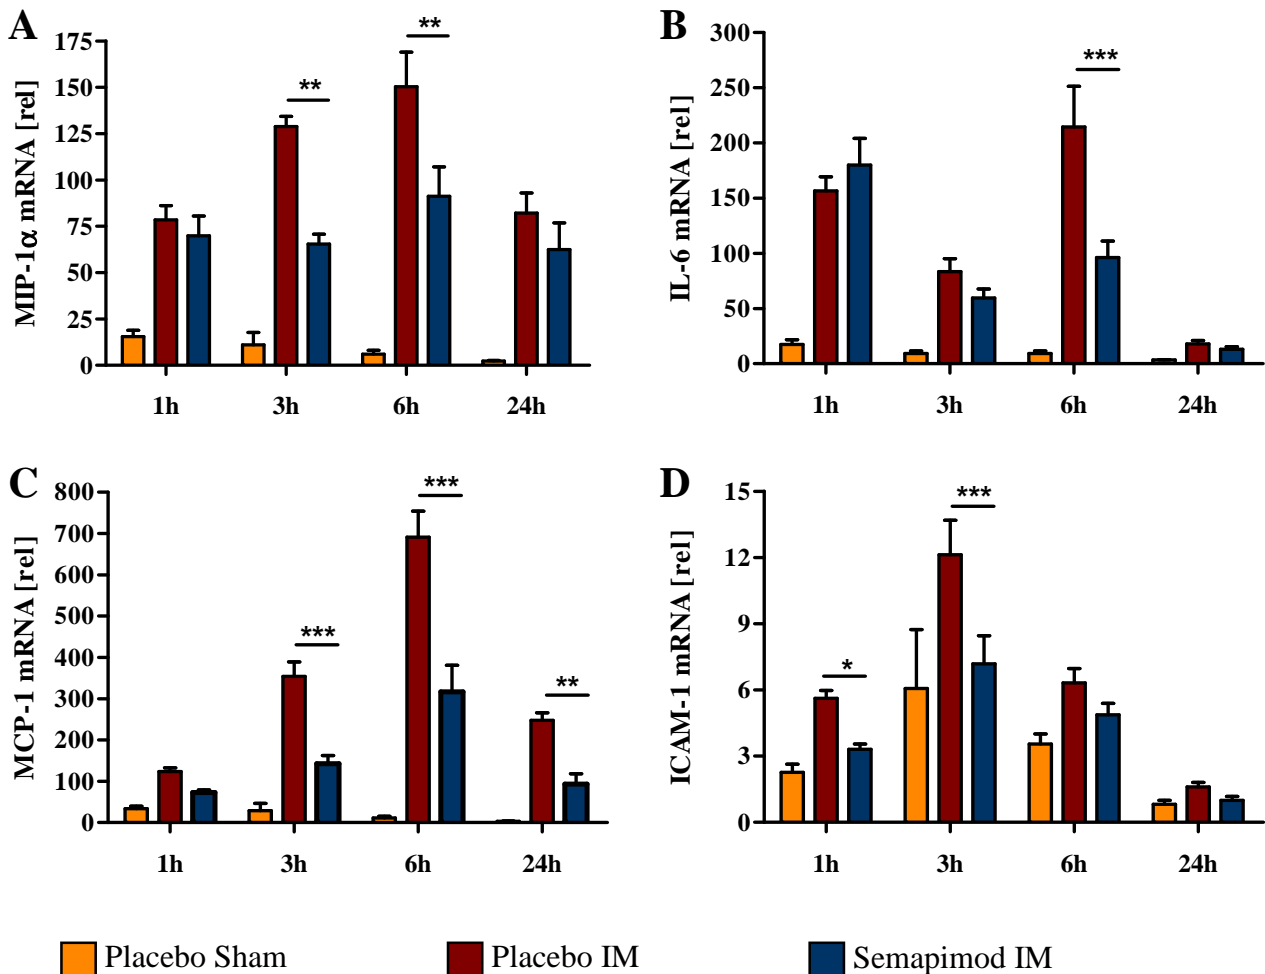 A
MIP-1α mRNA [rel]
175
150
125
100
75
50
25
0
**
**
1h 3h 6h 24h
B
IL-6 mRNA [rel]
300
250
200
150
100
50
0
***
1h 3h 6h 24h
C
MCP-1 mRNA [rel]
800
700
600
500
400
300
200
100
0
***
***
**
1h 3h 6h 24h
D
ICAM-1 mRNA [rel]
15
12
9
6
3
0
*
***
1h 3h 6h 24h
Placebo Sham Placebo IM Semapimod IM